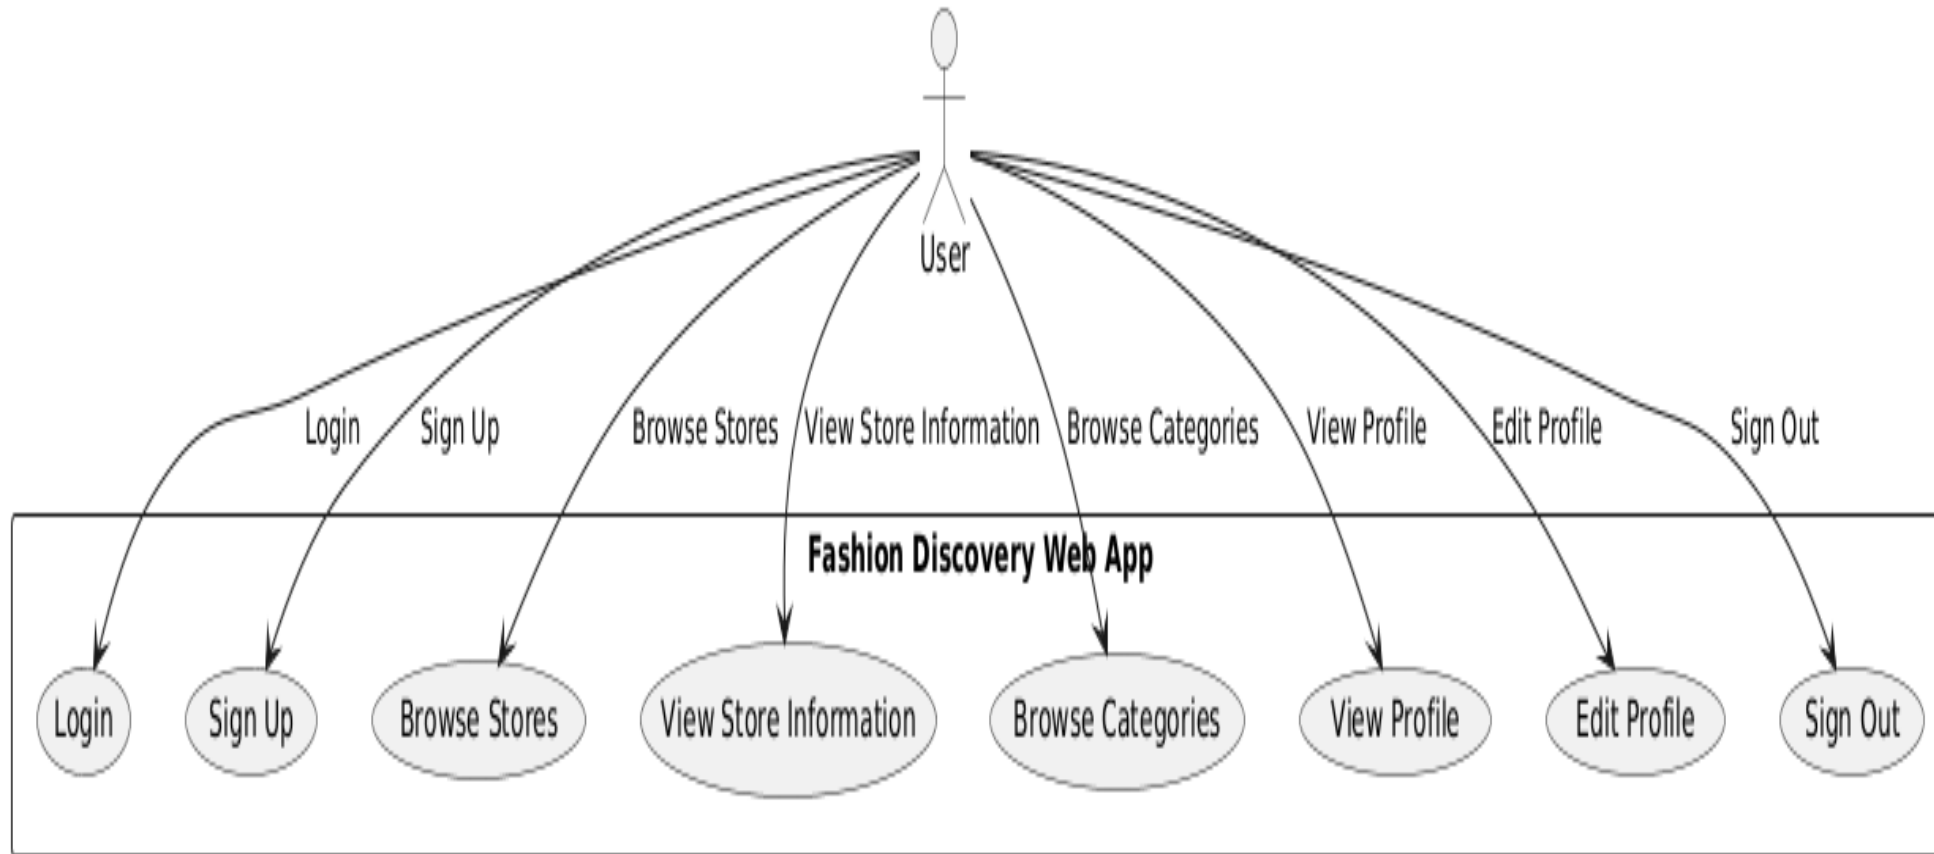 User
Login
Sign Up
Browse Stores
View Store Information
Browse Categories
View Profile
Edit Profile
Sign Out
Fashion Discovery Web App
Login
Sign Up
Browse Stores
View Store Information
Browse Categories
View Profile
Edit Profile
Sign Out